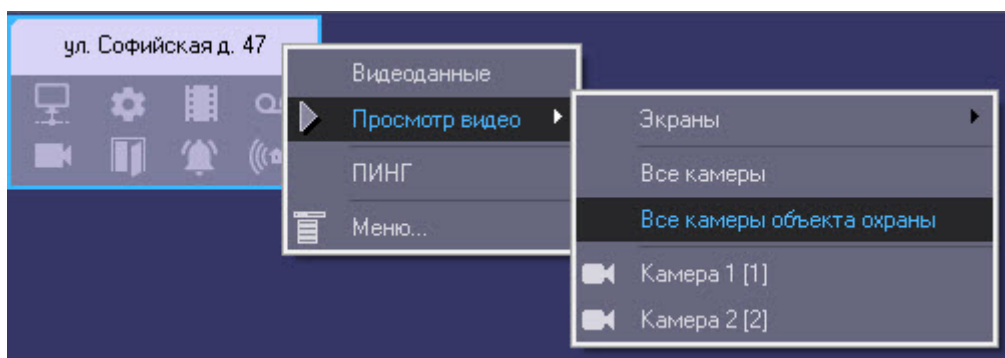 ул. Софийская д. 47
Видеоданные
Просмотр видео
ПИНГ
Меню...
Экраны
Все камеры
Все камеры объекта охраны
Камера 1 [1]
Камера 2 [2]